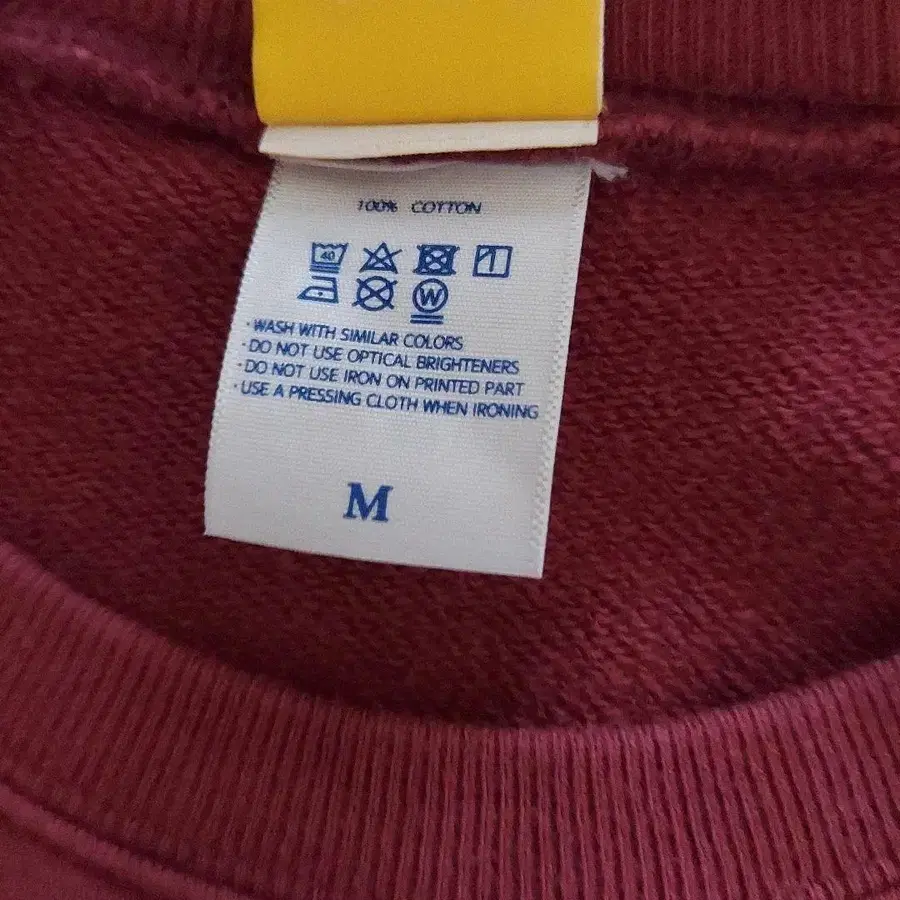 100% COTTON
40
W
· WASH WITH SIMILAR COLORS
· DO NOT USE OPTICAL BRIGHTENERS
· DO NOT USE IRON ON PRINTED PART
· USE A PRESSING CLOTH WHEN IRONING
M